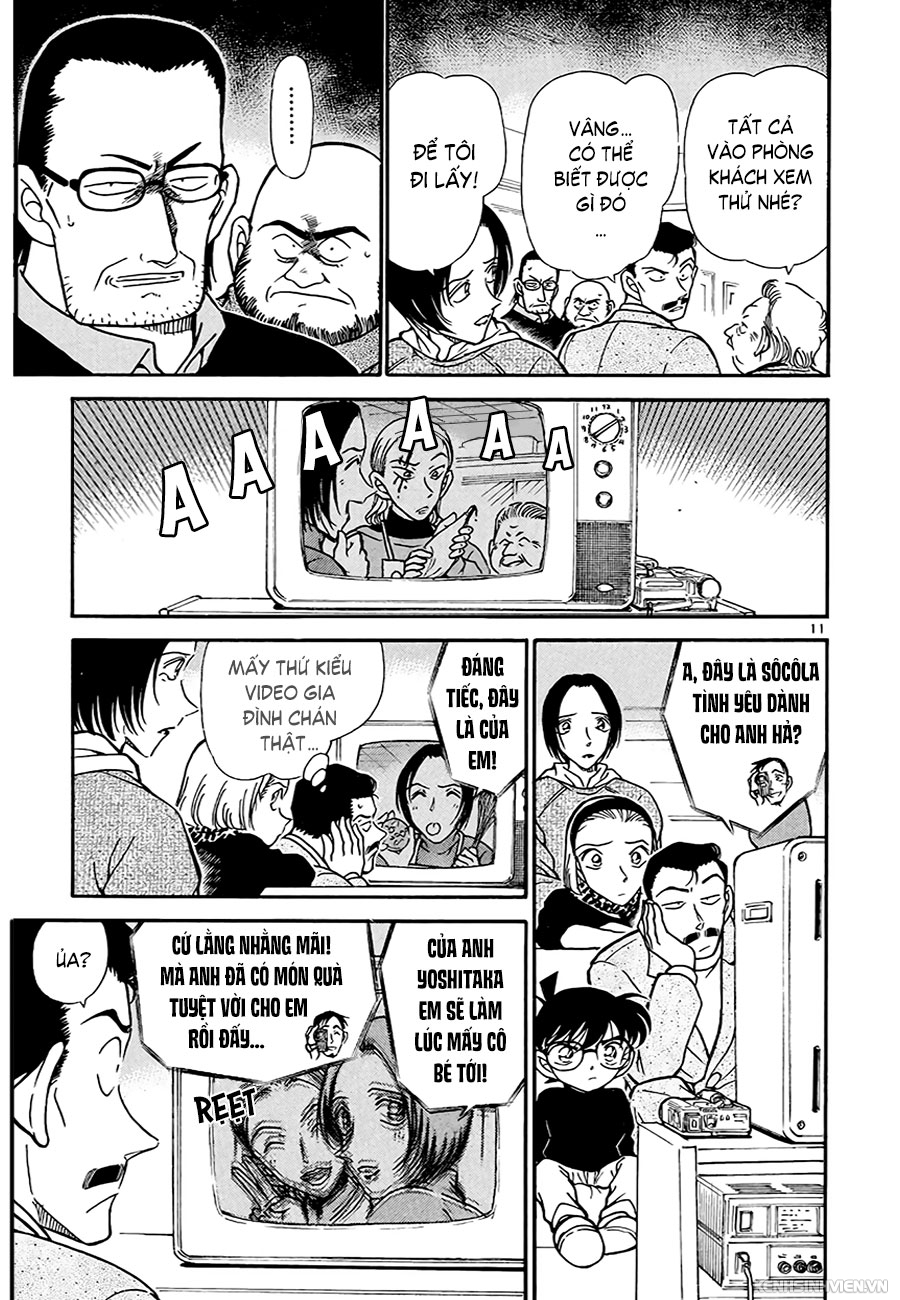 TẤT CẢ
VÀO PHÒNG
KHÁCH XEM
THỬ NHÉ?
VÂNG...
CÓ THỂ
BIẾT ĐƯỢC
GÌ ĐÓ
...
ĐỂ TÔI
ĐI LẤY!
.........
A A A A A A
11
A, ĐÂY LÀ SÔCÔLA
TÌNH YÊU DÀNH
CHO ANH HẢ?
ĐÁNG
TIẾC, ĐÂY
LÀ CỦA
EM!
MẤY THỨ KIỂU
VIDEO GIA
ĐÌNH CHÁN
THẬT...
CỦA ANH
YOSHITAKA
EM SẼ LÀM
LÚC MẤY CÔ
BÉ TỚI!
CỨ LẰNG NHẰNG MÃI!
MÀ ANH ĐÃ CÓ MÓN QUÀ
TUYỆT VỜI CHO EM
RỒI ĐẤY...
RẸẸT
ỦA?
KENHSINHVIEN.VN